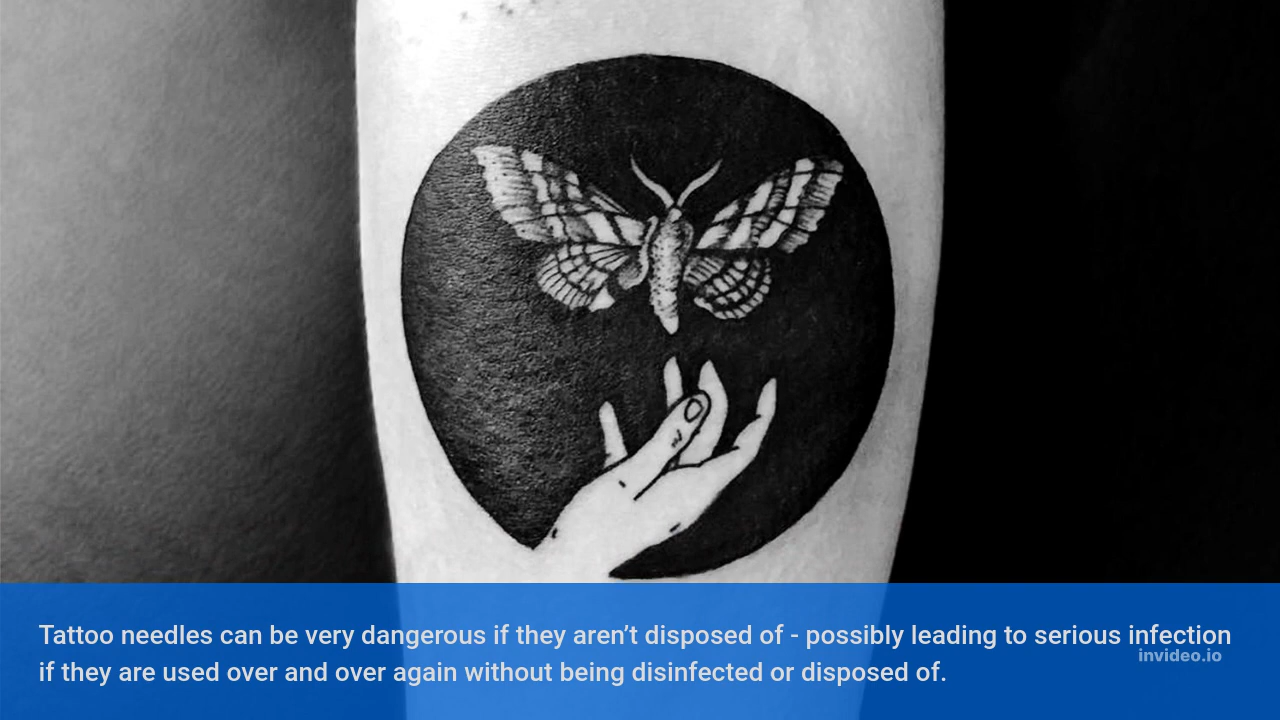 Tattoo needles can be very dangerous if they aren’t disposed of - possibly leading to serious infection
if they are used over and over again without being disinfected or disposed of.
invideo.io